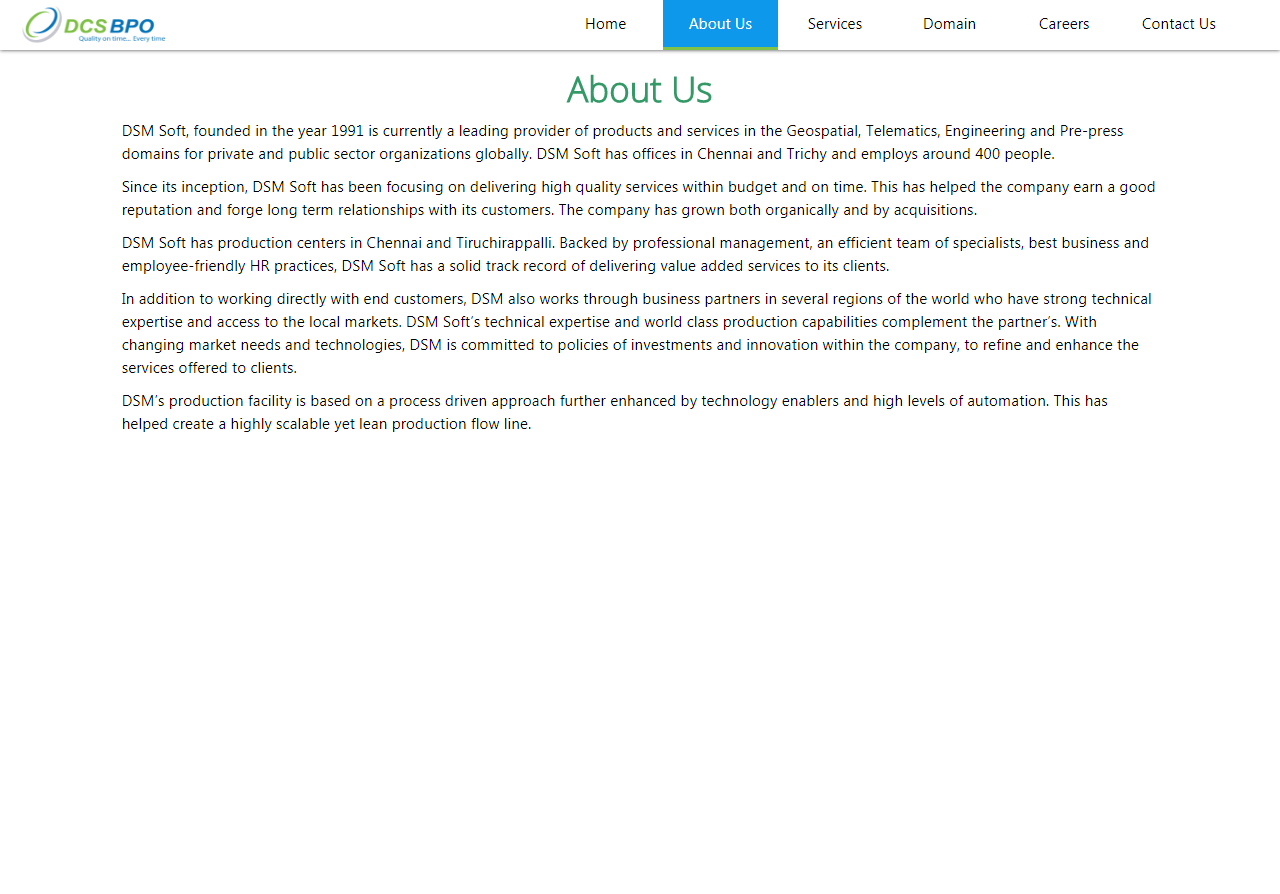 DCS BPO
Quality on time... Every time
Home About Us Services Domain Careers Contact Us
About Us
DSM Soft, founded in the year 1991 is currently a leading provider of products and services in the Geospatial, Telematics, Engineering and Pre-press
domains for private and public sector organizations globally. DSM Soft has offices in Chennai and Trichy and employs around 400 people.
Since its inception, DSM Soft has been focusing on delivering high quality services within budget and on time. This has helped the company earn a good
reputation and forge long term relationships with its customers. The company has grown both organically and by acquisitions.
DSM Soft has production centers in Chennai and Tiruchirappalli. Backed by professional management, an efficient team of specialists, best business and
employee-friendly HR practices, DSM Soft has a solid track record of delivering value added services to its clients.
In addition to working directly with end customers, DSM also works through business partners in several regions of the world who have strong technical
expertise and access to the local markets. DSM Soft's technical expertise and world class production capabilities complement the partner's. With
changing market needs and technologies, DSM is committed to policies of investments and innovation within the company, to refine and enhance the
services offered to clients.
DSM's production facility is based on a process driven approach further enhanced by technology enablers and high levels of automation. This has
helped create a highly scalable yet lean production flow line.